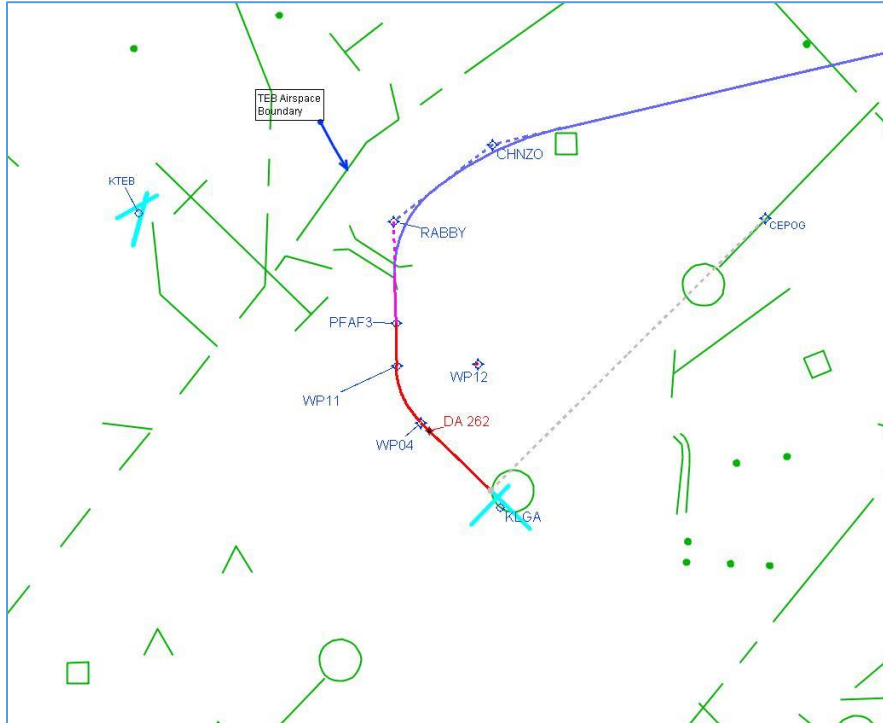 TEB Airspace
Boundary
CHNZO
KTEB
CEPOG
RABBY
PFAF3
WP11
WP12
DA 262
WP04
KLGA